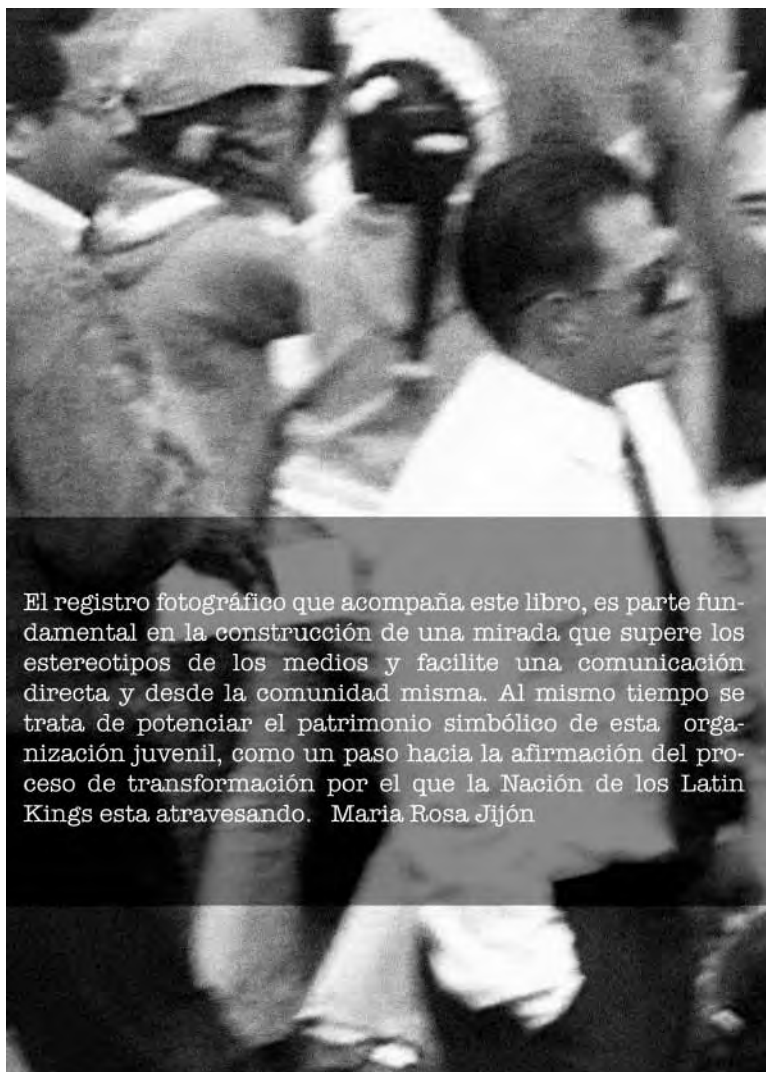 El registro fotográfico que acompaña este libro, es parte fun-
damental en la construcción de una mirada que supere los
estereotipos de los medios y facilite una comunicación
directa y desde la comunidad misma. Al mismo tiempo se
trata de potenciar el patrimonio simbólico de esta orga-
nización juvenil, como un paso hacia la afirmación del pro-
ceso de transformación por el que la Nación de los Latin
Kings esta atravesando. Maria Rosa Jijón